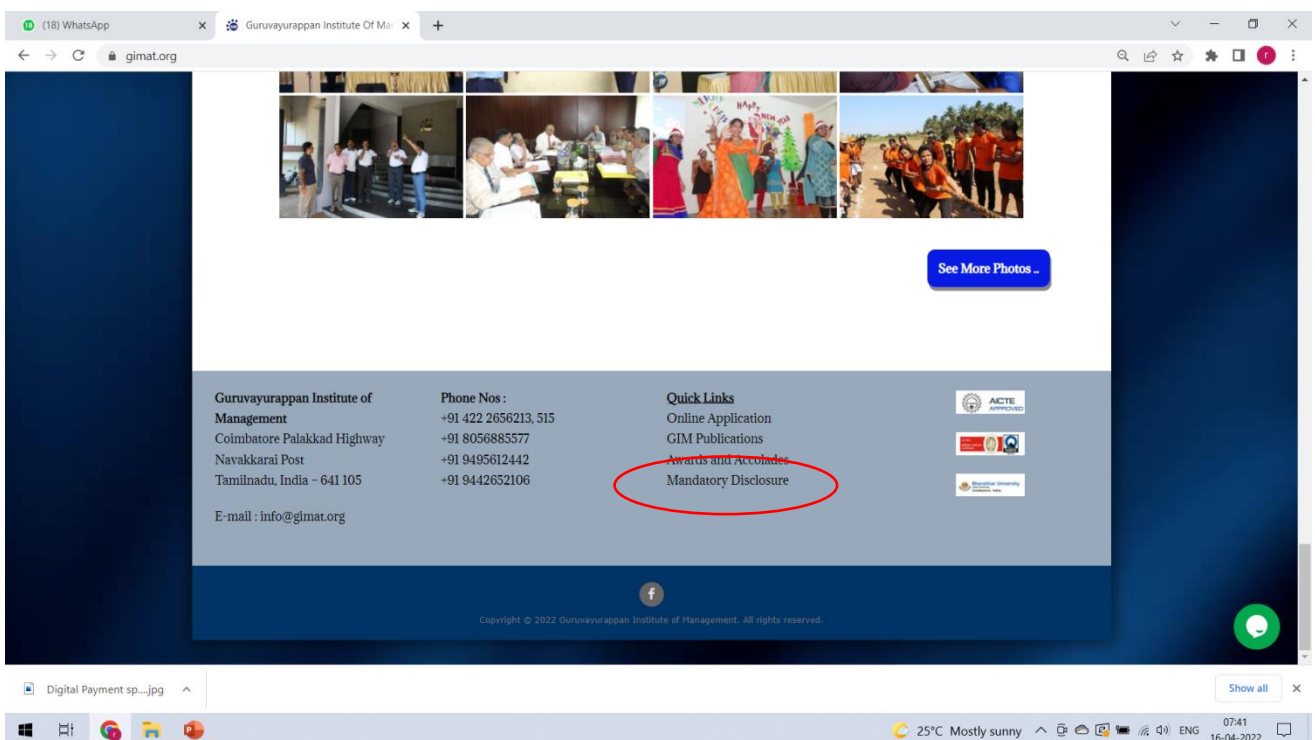 (18) WhatsApp
Guruvayurappan Institute Of Ma
gimat.org
HAPPY
NEW
See More Photos ..
Guruvayurappan Institute of
Management
Coimbatore Palakkad Highway
Navakkarai Post
Tamilnadu, India - 641 105
E-mail : info@gimat.org
Phone Nos :
+91 422 2656213, 515
+91 8056885577
+91 9495612442
+91 9442652106
Quick Links
Online Application
GIM Publications
Awards and Accolades
Mandatory Disclosure
AICTE
APPROVED
Bharathiar University
Copyright © 2022 Guruvayurappan Institute of Management. All rights reserved.
Digital Payment sp....jpg
Show all
25°C Mostly sunny
ENG
07:41
16-04-2022